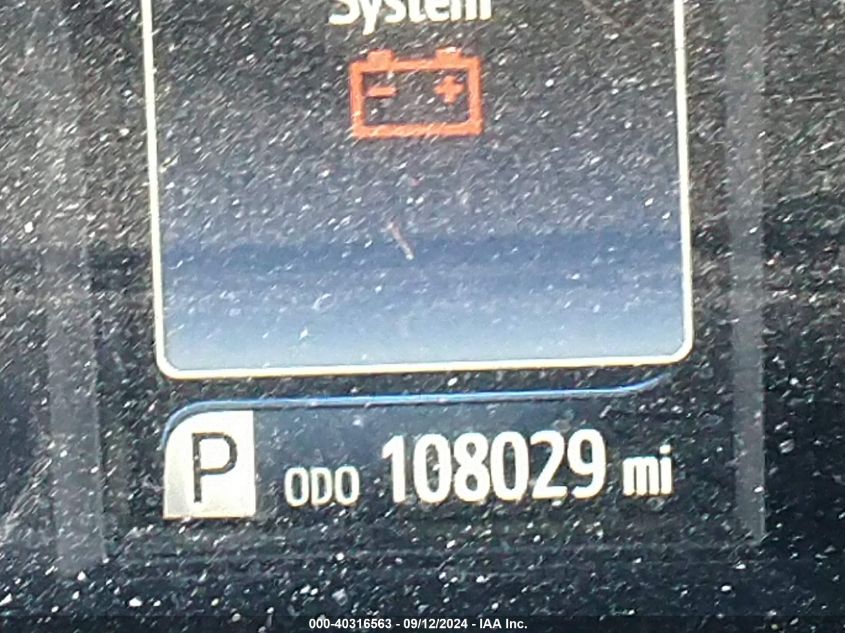 System
P ODO 108029 mi
000-40316563 - 09/12/2024 - IAA Inc.